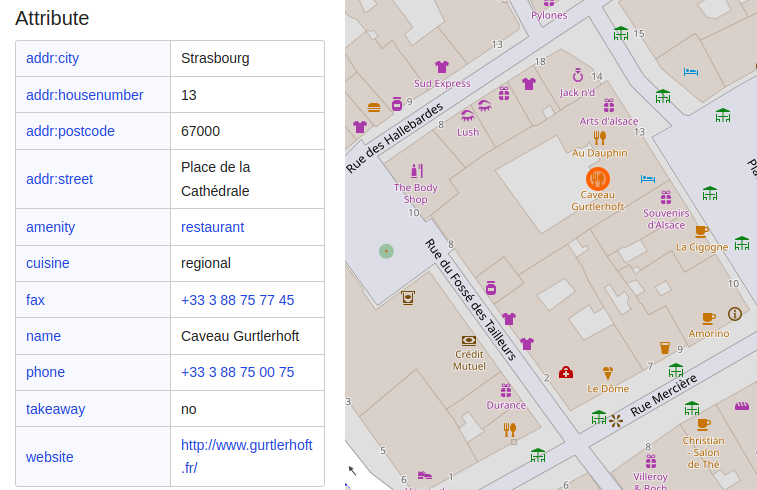 Attribute
addr:city Strasbourg
addr:housenumber 13
addr:postcode 67000
addr:street Place de la
Cathédrale
amenity restaurant
cuisine regional
fax +33 3 88 75 77 45
name Caveau Gurtlerhoft
phone +33 3 88 75 00 75
takeaway no
website http://www.gurtlerhoft
.fr/
Pylones
15
13
18
Sud Express
14
Jack n'd
9
Rue des Hallebardes
8
Lush
Arts d'alsace
13
Au Dauphin
The Body
Shop
Caveau
Gurtlerhoft
10
Souvenirs
d'Alsace
8
La Cigogne
Rue du Fossé des Tailleurs
10
Amorino
Crédit
Mutuel
9
7
2
Le Dôme
Rue Mercière
Durance
3
Christian
- Salon
de Thé
5
8
1
6
Villeroy
& Boch
6